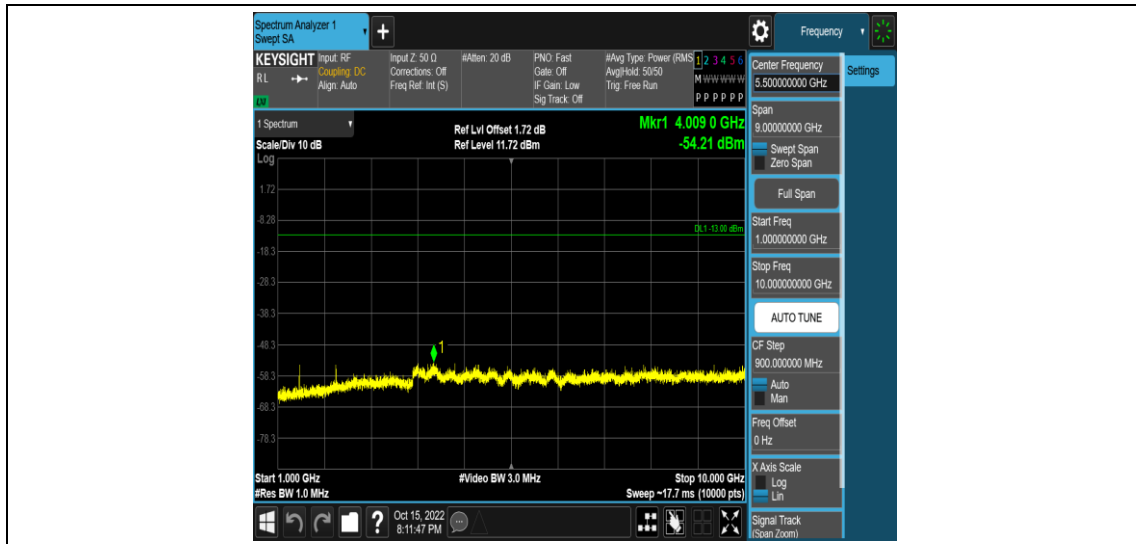 Spectrum Analyzer 1
Swept SA
+
Frequency
KEYSIGHT
RL
LXI
Input: RF
Coupling: DC
Align: Auto
Input Z: 50 Ω
Corrections: Off
Freq Ref: Int (S)
#Atten: 20 dB
PNO: Fast
Gate: Off
IF Gain: Low
Sig Track: Off
#Avg Type: Power (RMS
Avg|Hold: 50/50
Trig: Free Run
1 2 3 4 5 6
M W W W W W
P P P P P P
1 Spectrum
Scale/Div 10 dB
Log
Ref Lvl Offset 1.72 dB
Ref Level 11.72 dBm
Mkr1 4.009 0 GHz
-54.21 dBm
1.72
-8.28
DL1 -13.00 dBm
-18.3
-28.3
-38.3
-48.3
1
-58.3
-68.3
-78.3
Start 1.000 GHz
#Res BW 1.0 MHz
#Video BW 3.0 MHz
Stop 10.000 GHz
Sweep ~17.7 ms (10000 pts)
?
Oct 15, 2022
8:11:47 PM
Center Frequency
5.500000000 GHz
Settings
Span
9.00000000 GHz
Swept Span
Zero Span
Full Span
Start Freq
1.000000000 GHz
Stop Freq
10.000000000 GHz
AUTO TUNE
CF Step
900.000000 MHz
Auto
Man
Freq Offset
0 Hz
X Axis Scale
Log
Lin
Signal Track
(Span Zoom)